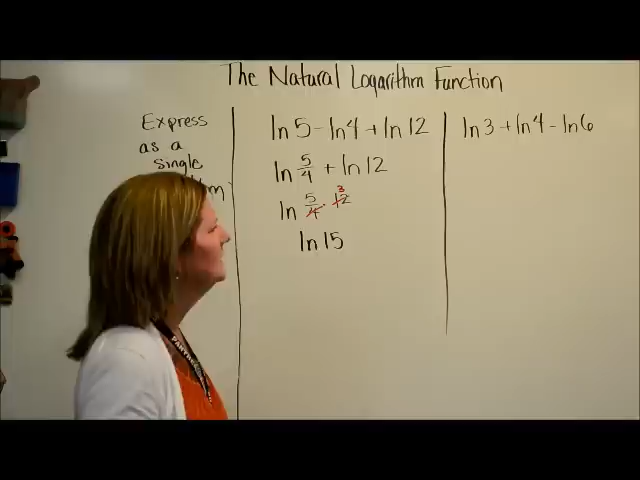 The Natural Logarithm Function
Express
as a
single
ln 5 - ln 4 + ln 12
ln 5/4 + ln 12
ln 5/4 · 12 3
ln 15
ln 3 + ln 4 - ln 6